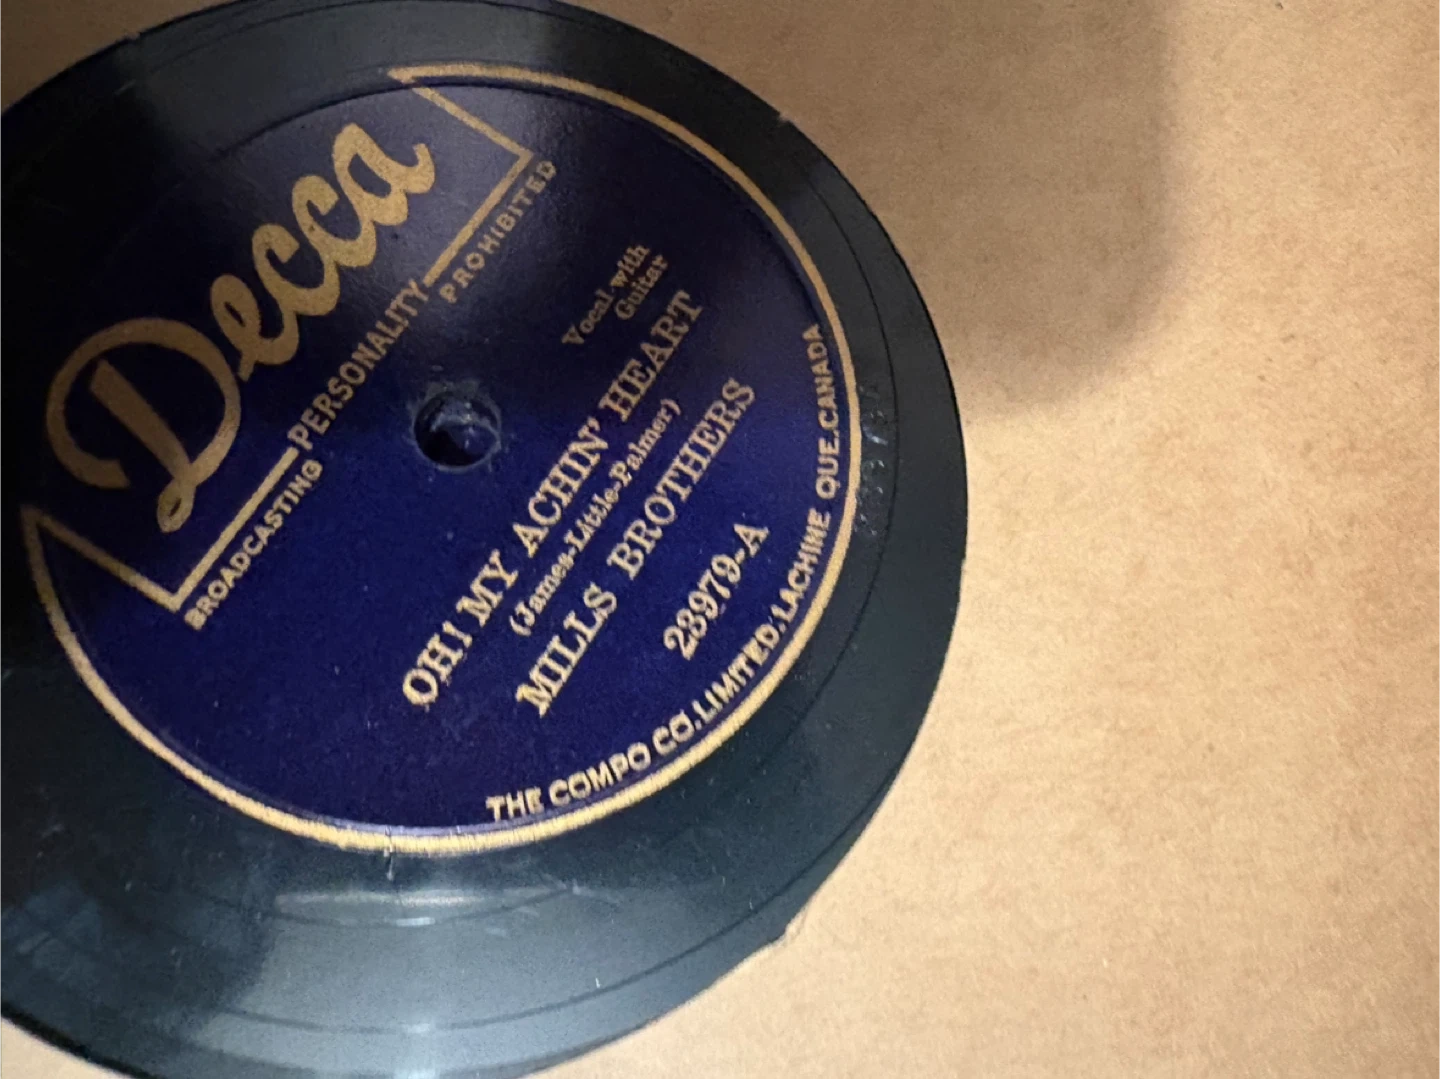 Decca
PERSONALITY
BROADCASTING PROHIBITED
Vocal with
Guitar
OH! MY ACHIN' HEART
(James-Little-Palmer)
MILLS BROTHERS
23979-A
THE COMPO CO. LIMITED, LACHINE QUE. CANADA